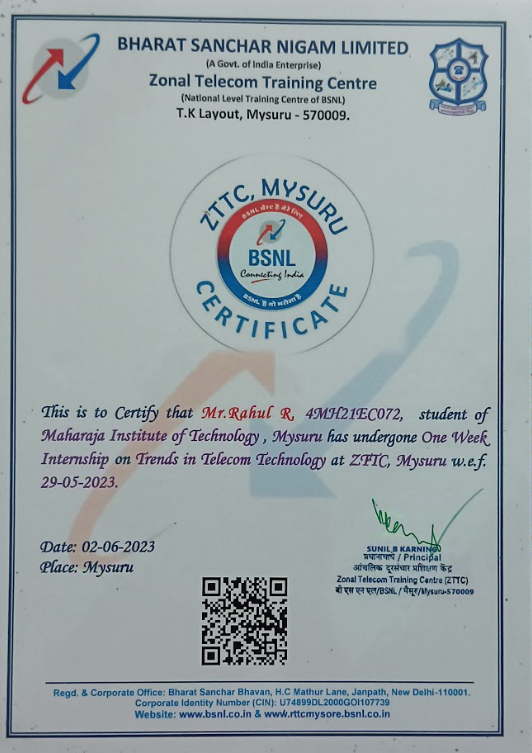 BHARAT SANCHAR NIGAM LIMITED
(A Govt. of India Enterprise)
Zonal Telecom Training Centre
(National Level Training Centre of BSNL)
T.K Layout, Mysuru - 570009.
ZTTC, MYSURU
BSNL
Connecting India
CERTIFICATE
This is to Certify that Mr.Rahul R, 4MH21EC072, student of
Maharaja Institute of Technology , Mysuru has undergone One Week
Internship on Trends in Telecom Technology at ZTTC, Mysuru w.e.f.
29-05-2023.
Date: 02-06-2023
Place: Mysuru
SUNIL B KARNING
प्रधानाचार्य / Principal
आंचलिक दूरसंचार प्रशिक्षण केंद्र
Zonal Telecom Training Centre (ZTTC)
बी एस एन एल/BSNL / मैसूरु/Mysuru-570009
Regd. & Corporate Office: Bharat Sanchar Bhavan, H.C Mathur Lane, Janpath, New Delhi-110001.
Corporate Identity Number (CIN): U74899DL2000GOI107739
Website: www.bsnl.co.in & www.rttcmysore.bsnl.co.in